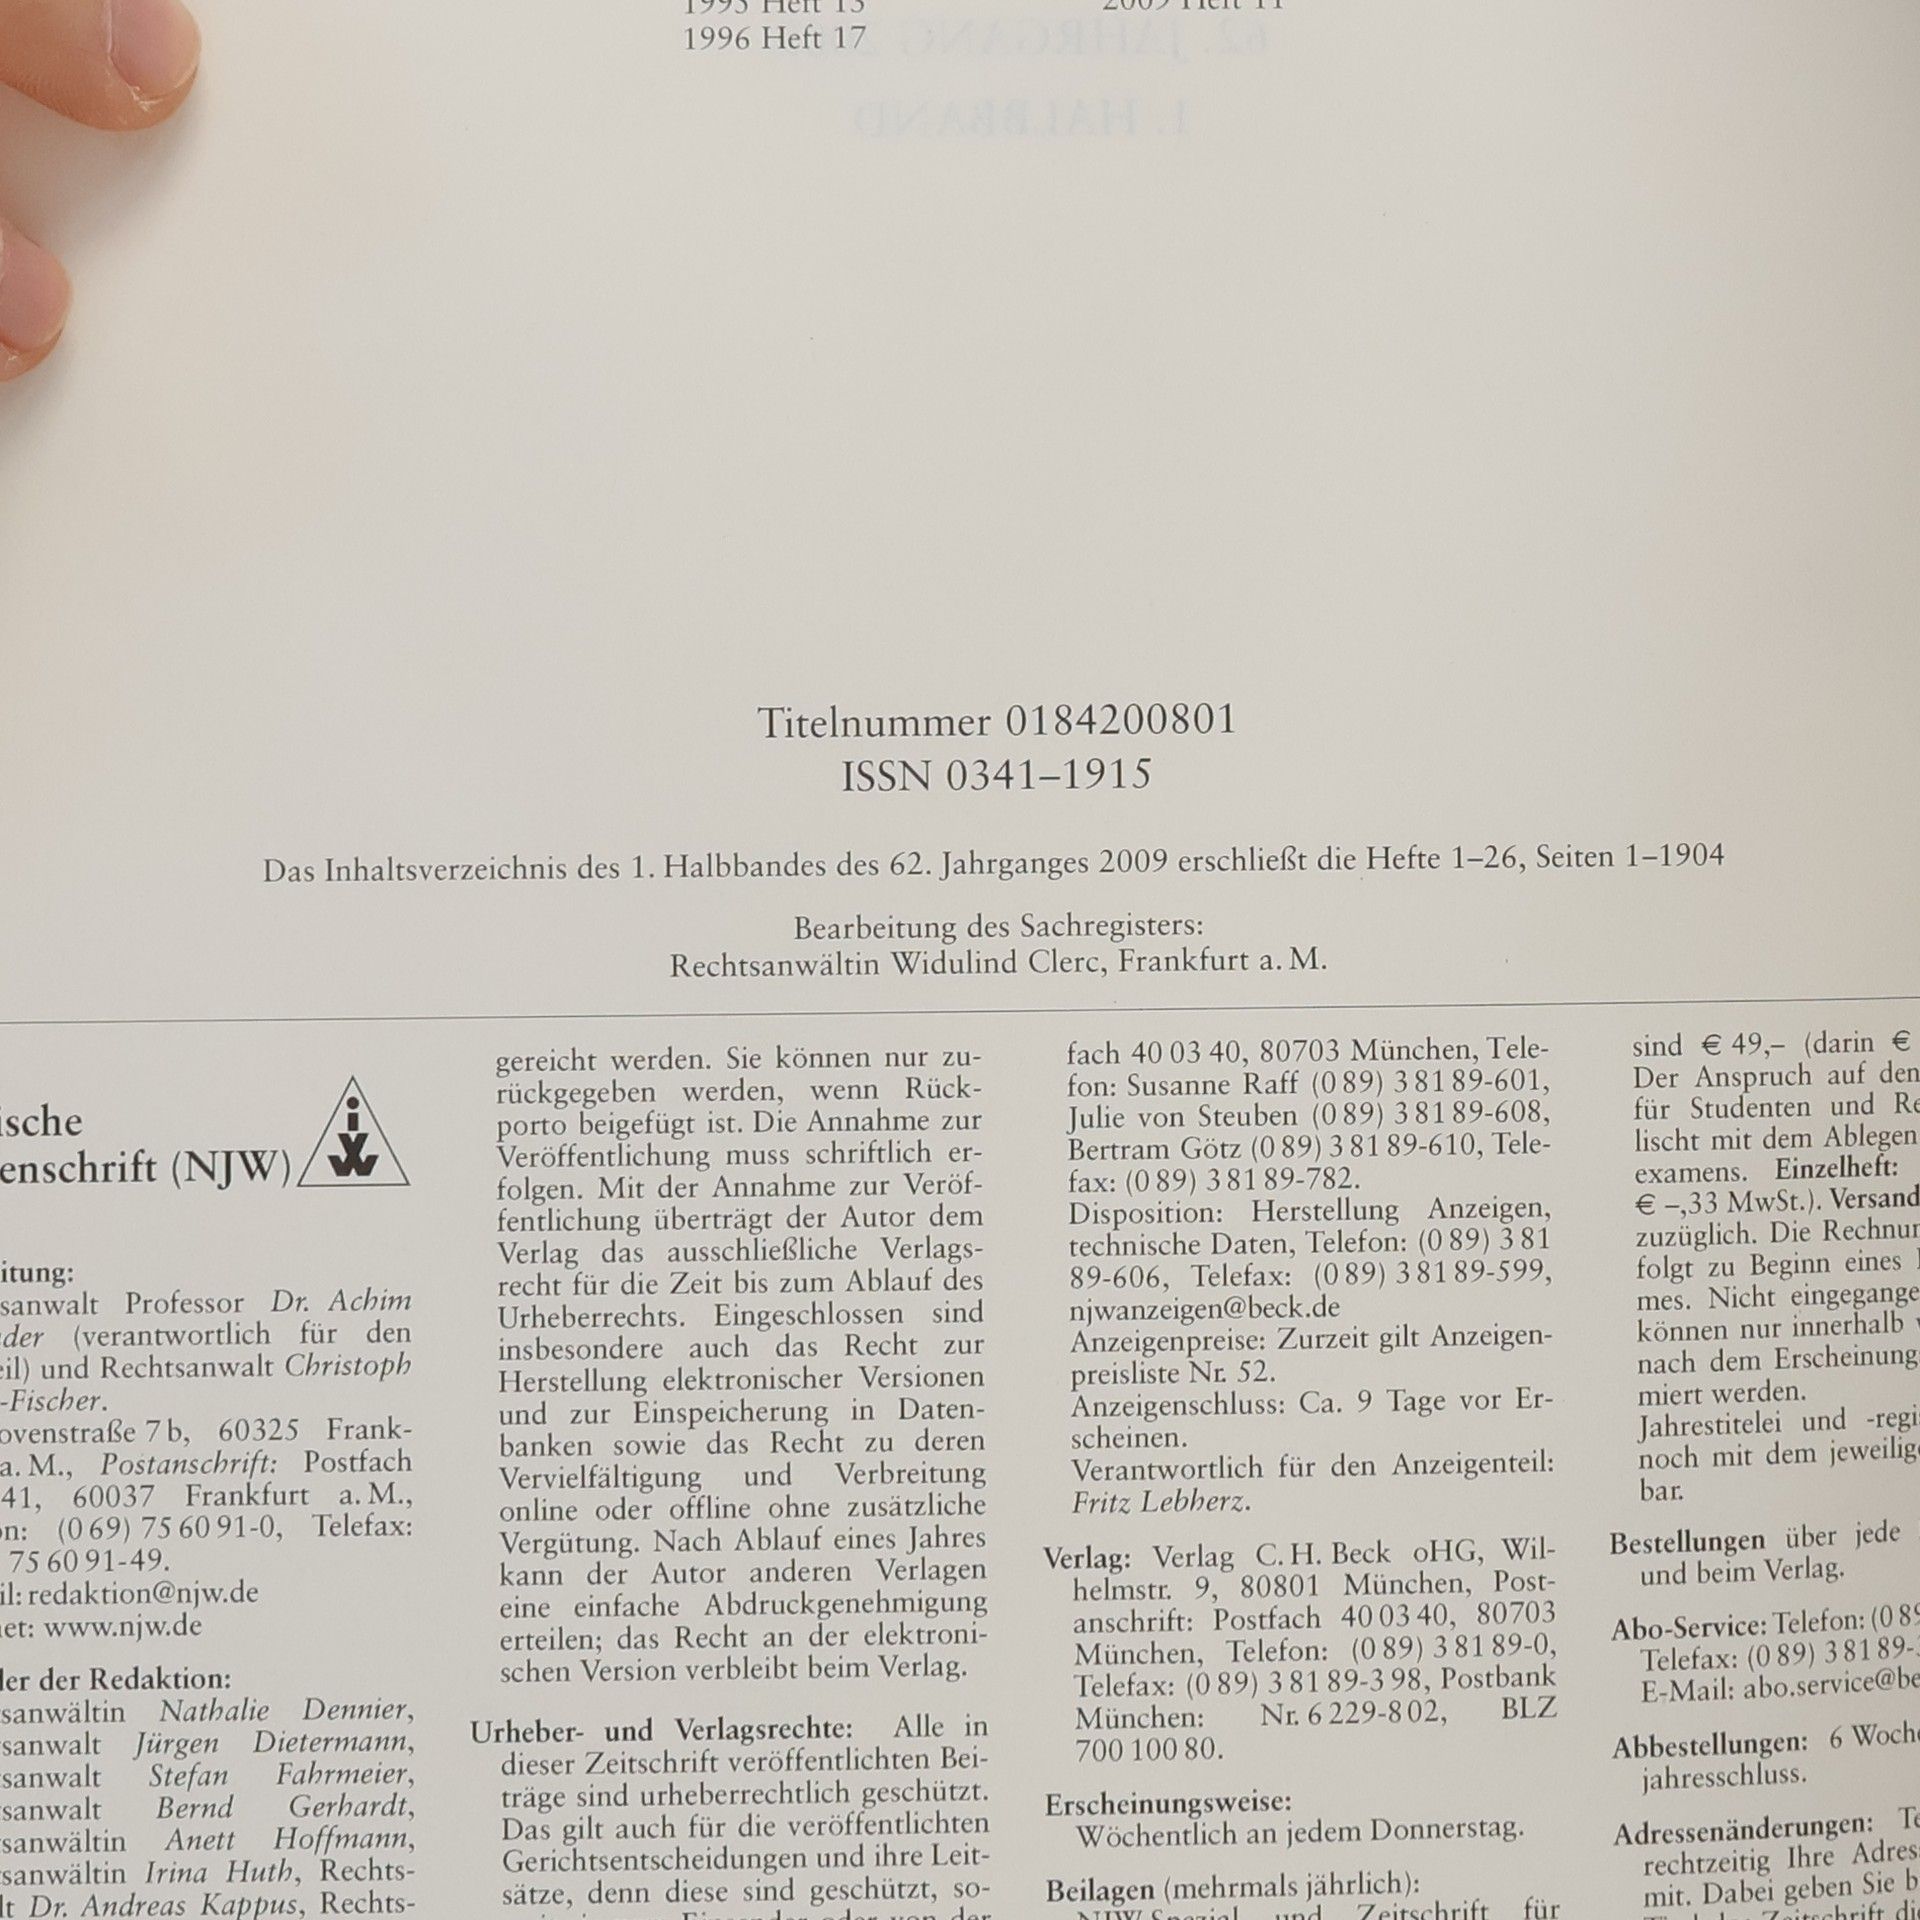 1996 Heft 17
Titelnummer 0184200801
ISSN 0341–1915
Das Inhaltsverzeichnis des 1. Halbbandes des 62. Jahrganges 2009 erschließt die Hefte 1–26, Seiten 1–1904
Bearbeitung des Sachregisters:
Rechtsanwältin Widulind Clerc, Frankfurt a. M.
ische
enschrift (NJW)
itung:
sanwalt Professor Dr. Achim
der (verantwortlich für den
eil) und Rechtsanwalt Christoph
-Fischer.
ovenstraße 7 b, 60325 Frank-
a. M., Postanschrift: Postfach
41, 60037 Frankfurt a. M.,
n: (0 69) 75 60 91-0, Telefax:
75 60 91-49.
il: redaktion@njw.de
et: www.njw.de
er der Redaktion:
sanwältin Nathalie Dennier,
sanwalt Jürgen Dietermann,
sanwalt Stefan Fahrmeier,
sanwalt Bernd Gerhardt,
sanwältin Anett Hoffmann,
sanwältin Irina Huth, Rechts-
lt Dr. Andreas Kappus, Rechts-
gereicht werden. Sie können nur zu-
rückgegeben werden, wenn Rück-
porto beigefügt ist. Die Annahme zur
Veröffentlichung muss schriftlich er-
folgen. Mit der Annahme zur Veröf-
fentlichung überträgt der Autor dem
Verlag das ausschließliche Verlags-
recht für die Zeit bis zum Ablauf des
Urheberrechts. Eingeschlossen sind
insbesondere auch das Recht zur
Herstellung elektronischer Versionen
und zur Einspeicherung in Daten-
banken sowie das Recht zu deren
Vervielfältigung und Verbreitung
online oder offline ohne zusätzliche
Vergütung. Nach Ablauf eines Jahres
kann der Autor anderen Verlagen
eine einfache Abdruckgenehmigung
erteilen; das Recht an der elektroni-
schen Version verbleibt beim Verlag.
Urheber- und Verlagsrechte: Alle in
dieser Zeitschrift veröffentlichten Bei-
träge sind urheberrechtlich geschützt.
Das gilt auch für die veröffentlichten
Gerichtsentscheidungen und ihre Leit-
sätze, denn diese sind geschützt, so-
fach 40 03 40, 80703 München, Tele-
fon: Susanne Raff (0 89) 3 81 89-601,
Julie von Steuben (0 89) 3 81 89-608,
Bertram Götz (0 89) 3 81 89-610, Tele-
fax: (0 89) 3 81 89-782.
Disposition: Herstellung Anzeigen,
technische Daten, Telefon: (0 89) 3 81
89-606, Telefax: (0 89) 3 81 89-599,
njwanzeigen@beck.de
Anzeigenpreise: Zurzeit gilt Anzeigen-
preisliste Nr. 52.
Anzeigenschluss: Ca. 9 Tage vor Er-
scheinen.
Verantwortlich für den Anzeigenteil:
Fritz Lebherz.
Verlag: Verlag C. H. Beck oHG, Wil-
helmstr. 9, 80801 München, Post-
anschrift: Postfach 40 03 40, 80703
München, Telefon: (0 89) 3 81 89-0,
Telefax: (0 89) 3 81 89-3 98, Postbank
München: Nr. 6 229-8 02, BLZ
700 100 80.
Erscheinungsweise:
Wöchentlich an jedem Donnerstag.
Beilagen (mehrmals jährlich):
NJW-Spezial und Zeitschrift für
sind € 49,– (darin €
Der Anspruch auf den
für Studenten und Re
lischt mit dem Ablegen
examens. Einzelheft:
€ –,33 MwSt.). Versand
zuzüglich. Die Rechnun
folgt zu Beginn eines
mes. Nicht eingegange
können nur innerhalb
nach dem Erscheinung
miert werden.
Jahrestitelei und -regi
noch mit dem jeweilig
bar.
Bestellungen über jede
und beim Verlag.
Abo-Service: Telefon: (0 89
Telefax: (0 89) 3 81 89-
E-Mail: abo.service@be
Abbestellungen: 6 Woch
jahresschluss.
Adressenänderungen: Te
rechtzeitig Ihre Adres
mit. Dabei geben Sie b